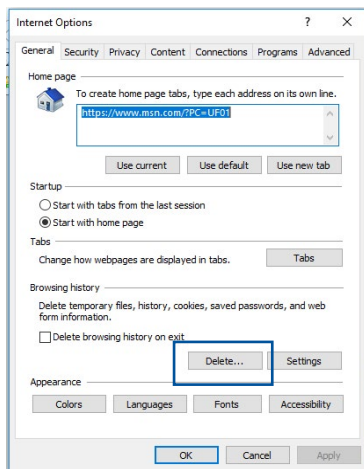 Internet Options ? ×
General Security Privacy Content Connections Programs Advanced
Home page
To create home page tabs, type each address on its own line.
https://www.msn.com/?PC=UF01
Use current Use default Use new tab
Startup
Start with tabs from the last session
Start with home page
Tabs
Change how webpages are displayed in tabs. Tabs
Browsing history
Delete temporary files, history, cookies, saved passwords, and web
form information.
Delete browsing history on exit
Delete... Settings
Appearance
Colors Languages Fonts Accessibility
OK Cancel Apply